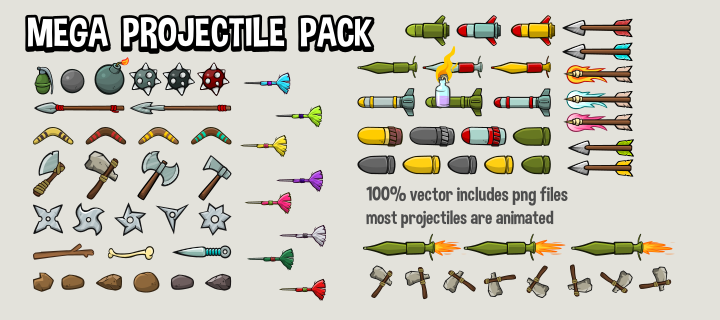 MEGA PROJECTILE PACK
100% vector includes png files
most projectiles are animated